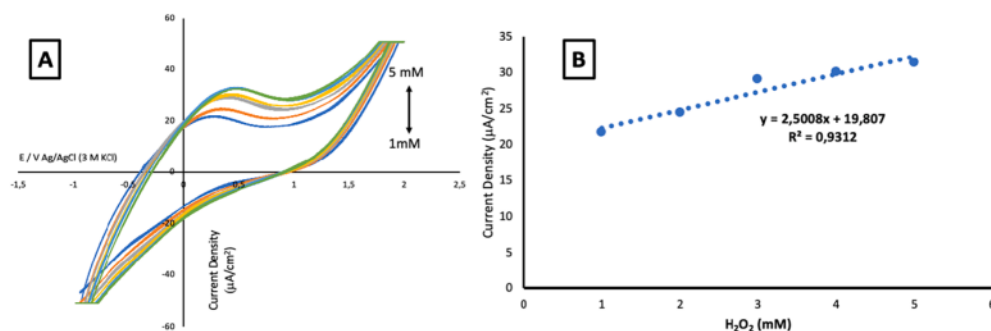 A
60
40
20
0
-20
-40
-60
-1,5
-1
-0,5
0
0,5
1
1,5
2
2,5
E / V Ag/AgCl (3 M KCl)
5 mM
1mM
Current Density
(μA/cm²)
B
35
30
25
20
15
10
5
0
Current Density (μA/cm²)
y = 2,5008x + 19,807
R² = 0,9312
0
1
2
3
4
5
6
H₂O₂ (mM)